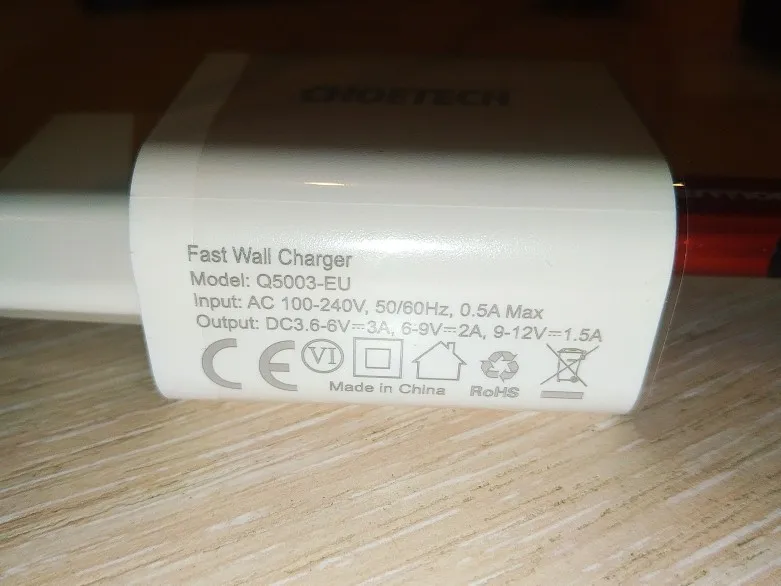 CHOETECH
Fast Wall Charger
Model: Q5003-EU
Input: AC 100-240V, 50/60Hz, 0.5A Max
Output: DC3.6-6V⎓3A, 6-9V⎓2A, 9-12V⎓1.5A
CE VI
Made in China RoHS